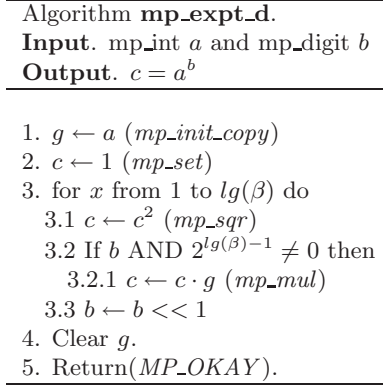 Algorithm mp_expt_d.
Input. mp_int a and mp_digit b
Output. c = a^b
1. g ← a (mp_init_copy)
2. c ← 1 (mp_set)
3. for x from 1 to lg(β) do
3.1 c ← c^2 (mp_sqr)
3.2 If b AND 2^{lg(β)−1} ≠ 0 then
3.2.1 c ← c · g (mp_mul)
3.3 b ← b << 1
4. Clear g.
5. Return(MP_OKAY).